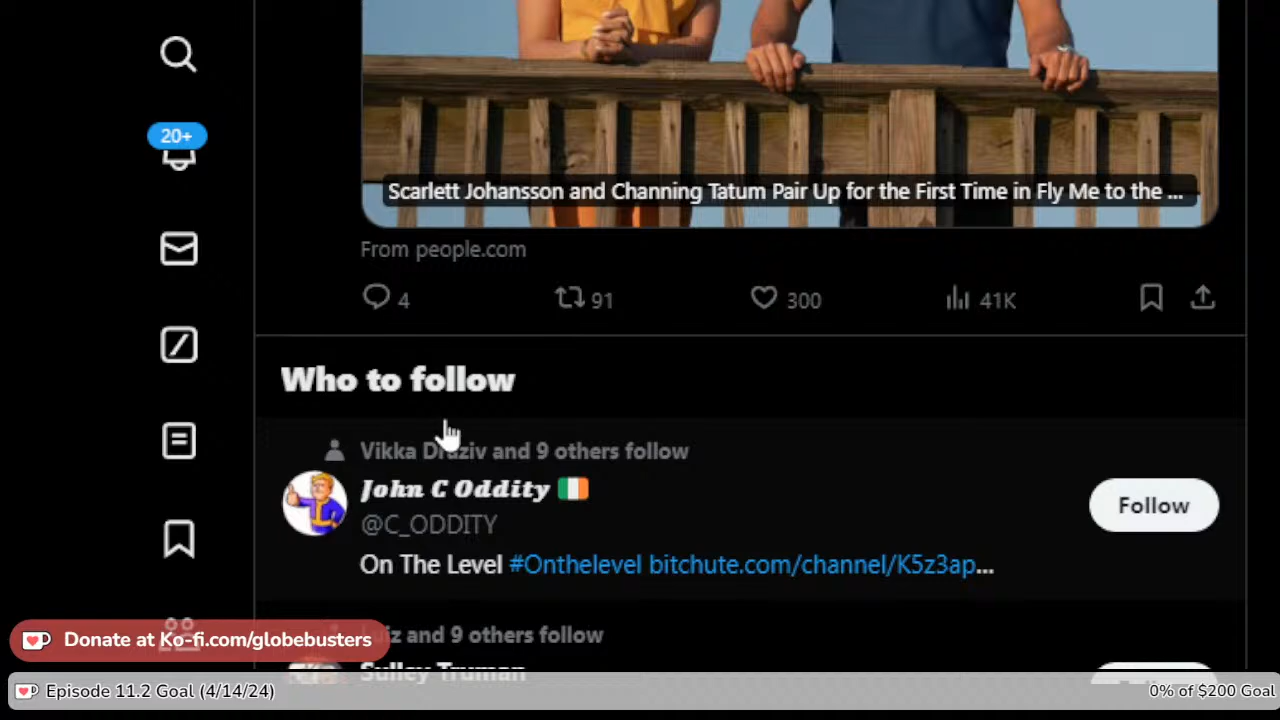 20+
Scarlett Johansson and Channing Tatum Pair Up for the First Time in Fly Me to the ...
From people.com
4 91 300 41K
Who to follow
Vikka Draziv and 9 others follow
John C Oddity
@C_ODDITY
Follow
On The Level #Onthelevel bitchute.com/channel/K5z3ap...
Donate at Ko-fi.com/globebusters
and 9 others follow
Sulley Truman
Episode 11.2 Goal (4/14/24)
0% of $200 Goal